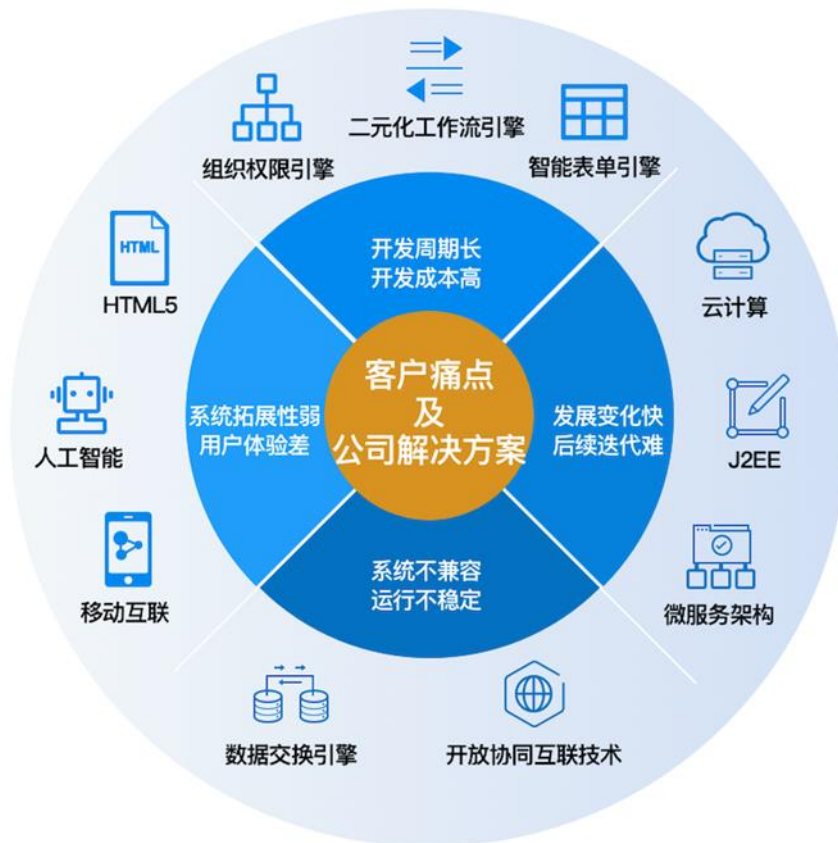 二元化工作流引擎
组织权限引擎
智能表单引擎
开发周期长
开发成本高
HTML
HTML5
云计算
客户痛点
及
公司解决方案
系统拓展性弱
用户体验差
发展变化快
后续迭代难
人工智能
J2EE
系统不兼容
运行不稳定
移动互联
微服务架构
数据交换引擎
开放协同互联技术